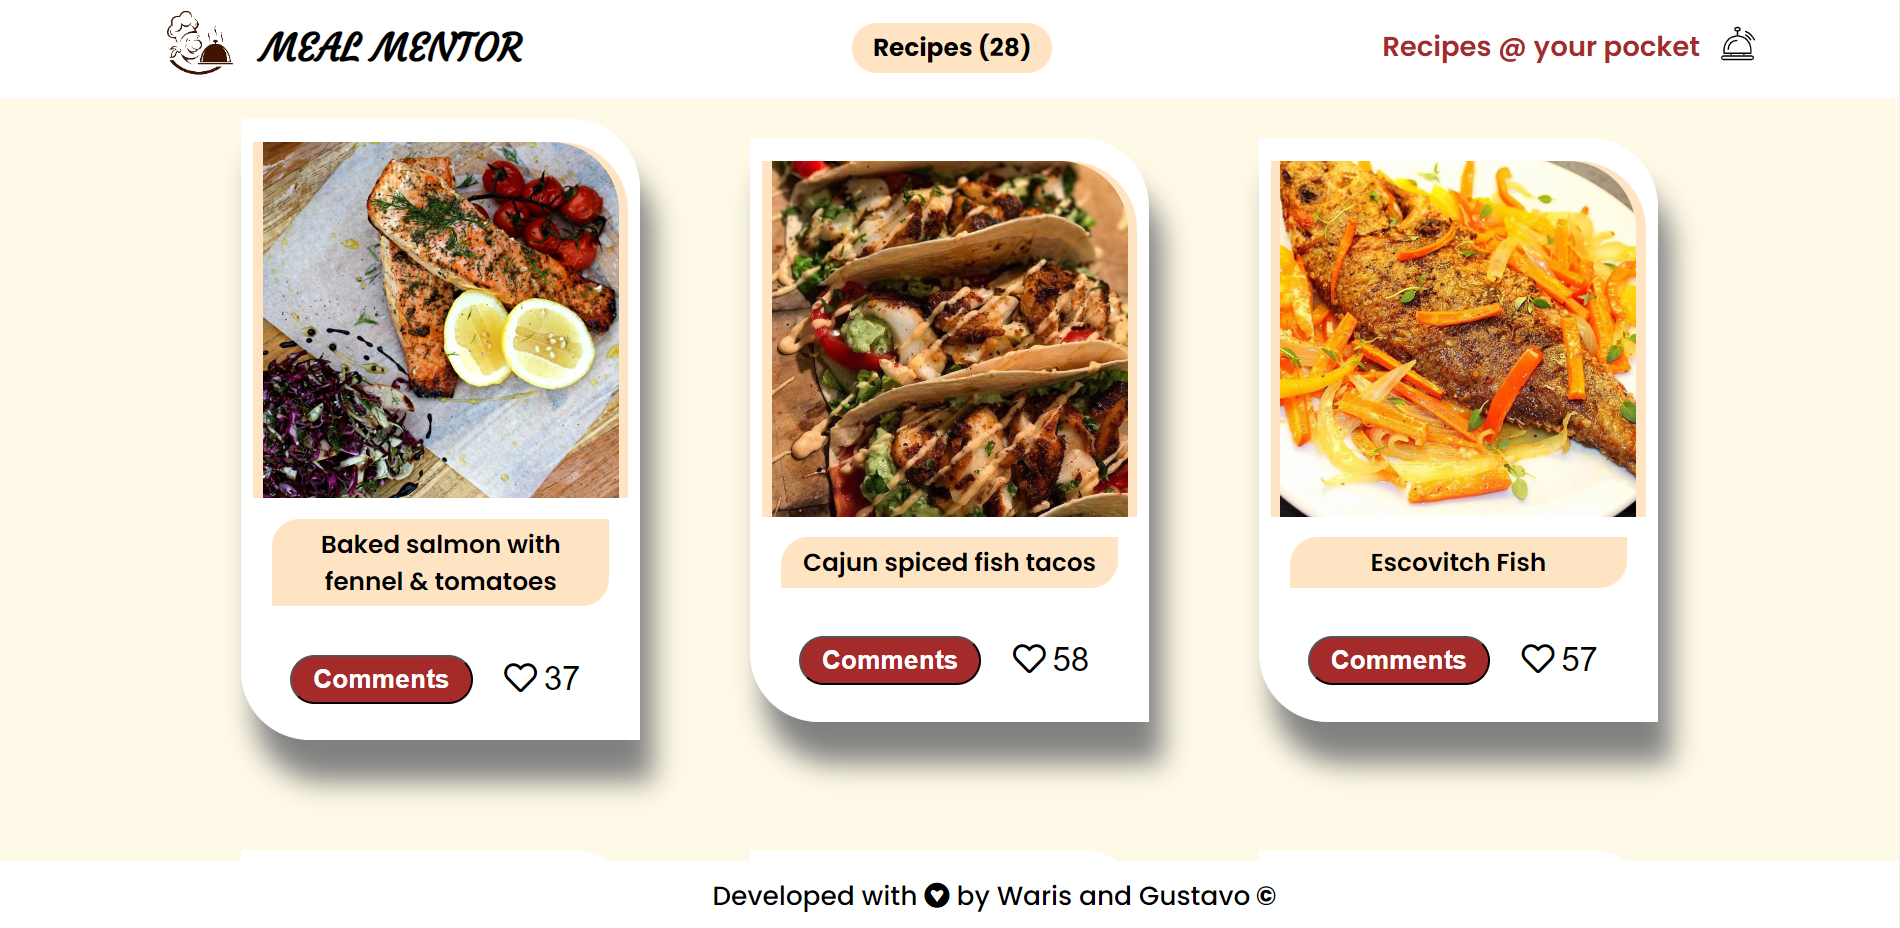 MEAL MENTOR
Recipes (28)
Recipes @ your pocket
Baked salmon with
fennel & tomatoes
Comments
37
Cajun spiced fish tacos
Comments
58
Escovitch Fish
Comments
57
Developed with by Waris and Gustavo ©